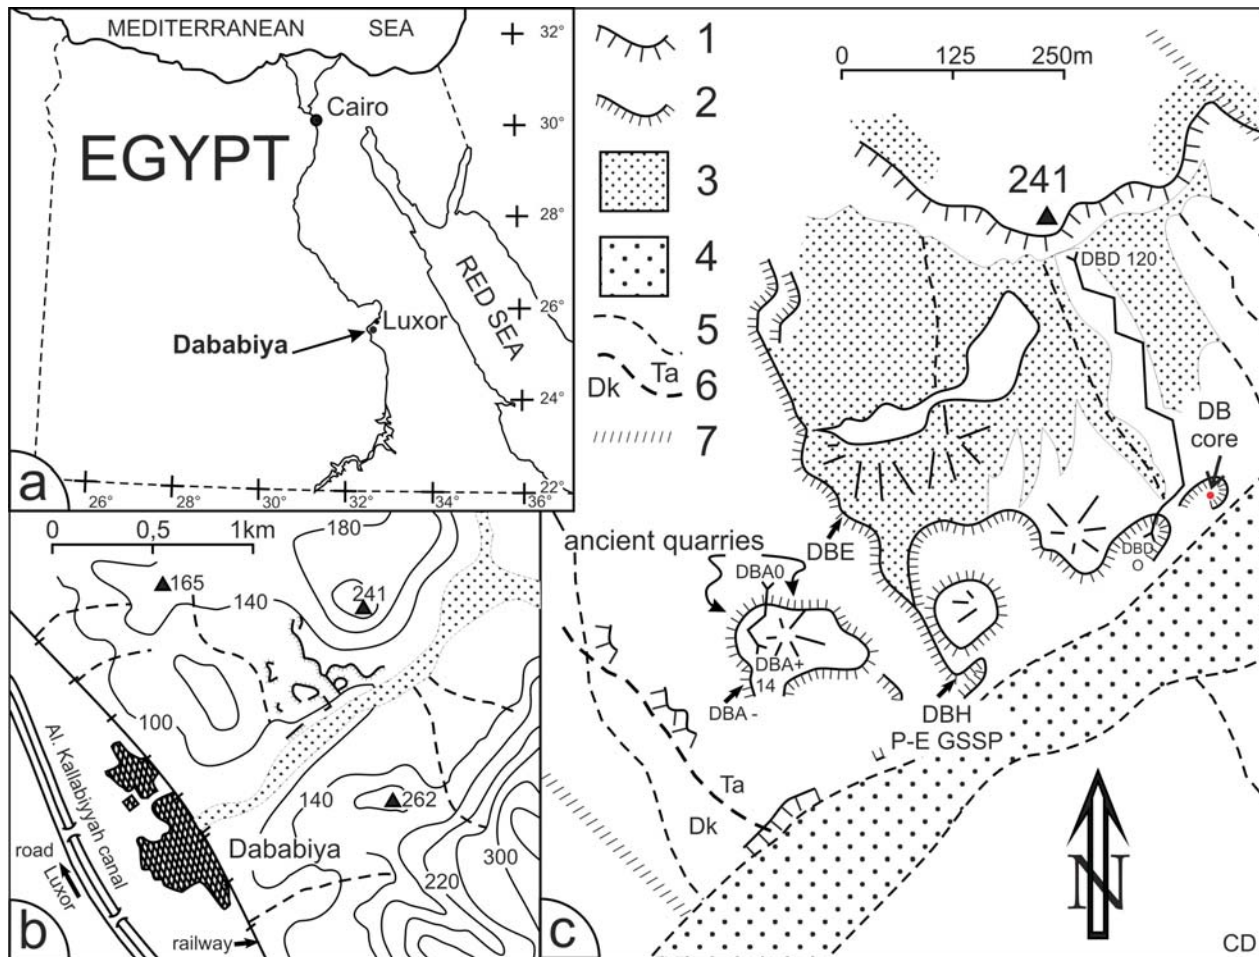 MEDITERRANEAN SEA
32°
Cairo
30°
EGYPT
28°
RED SEA
26°
Luxor
Dababiya
24°
22°
26° 28° 30° 32° 34° 36°
a
0 0,5 1km
180
165
241
140
100
Al. Kallabiyyah canal
140
262
Dababiya
300
220
road
Luxor
railway
b
1
2
3
4
5
Ta
Dk
6
7
0 125 250m
241
DBD 120
DB
core
DBE
DBD
O
ancient quarries
DBA0
DBA+
14
DBA -
DBH
P-E GSSP
Ta
Dk
N
c
CD